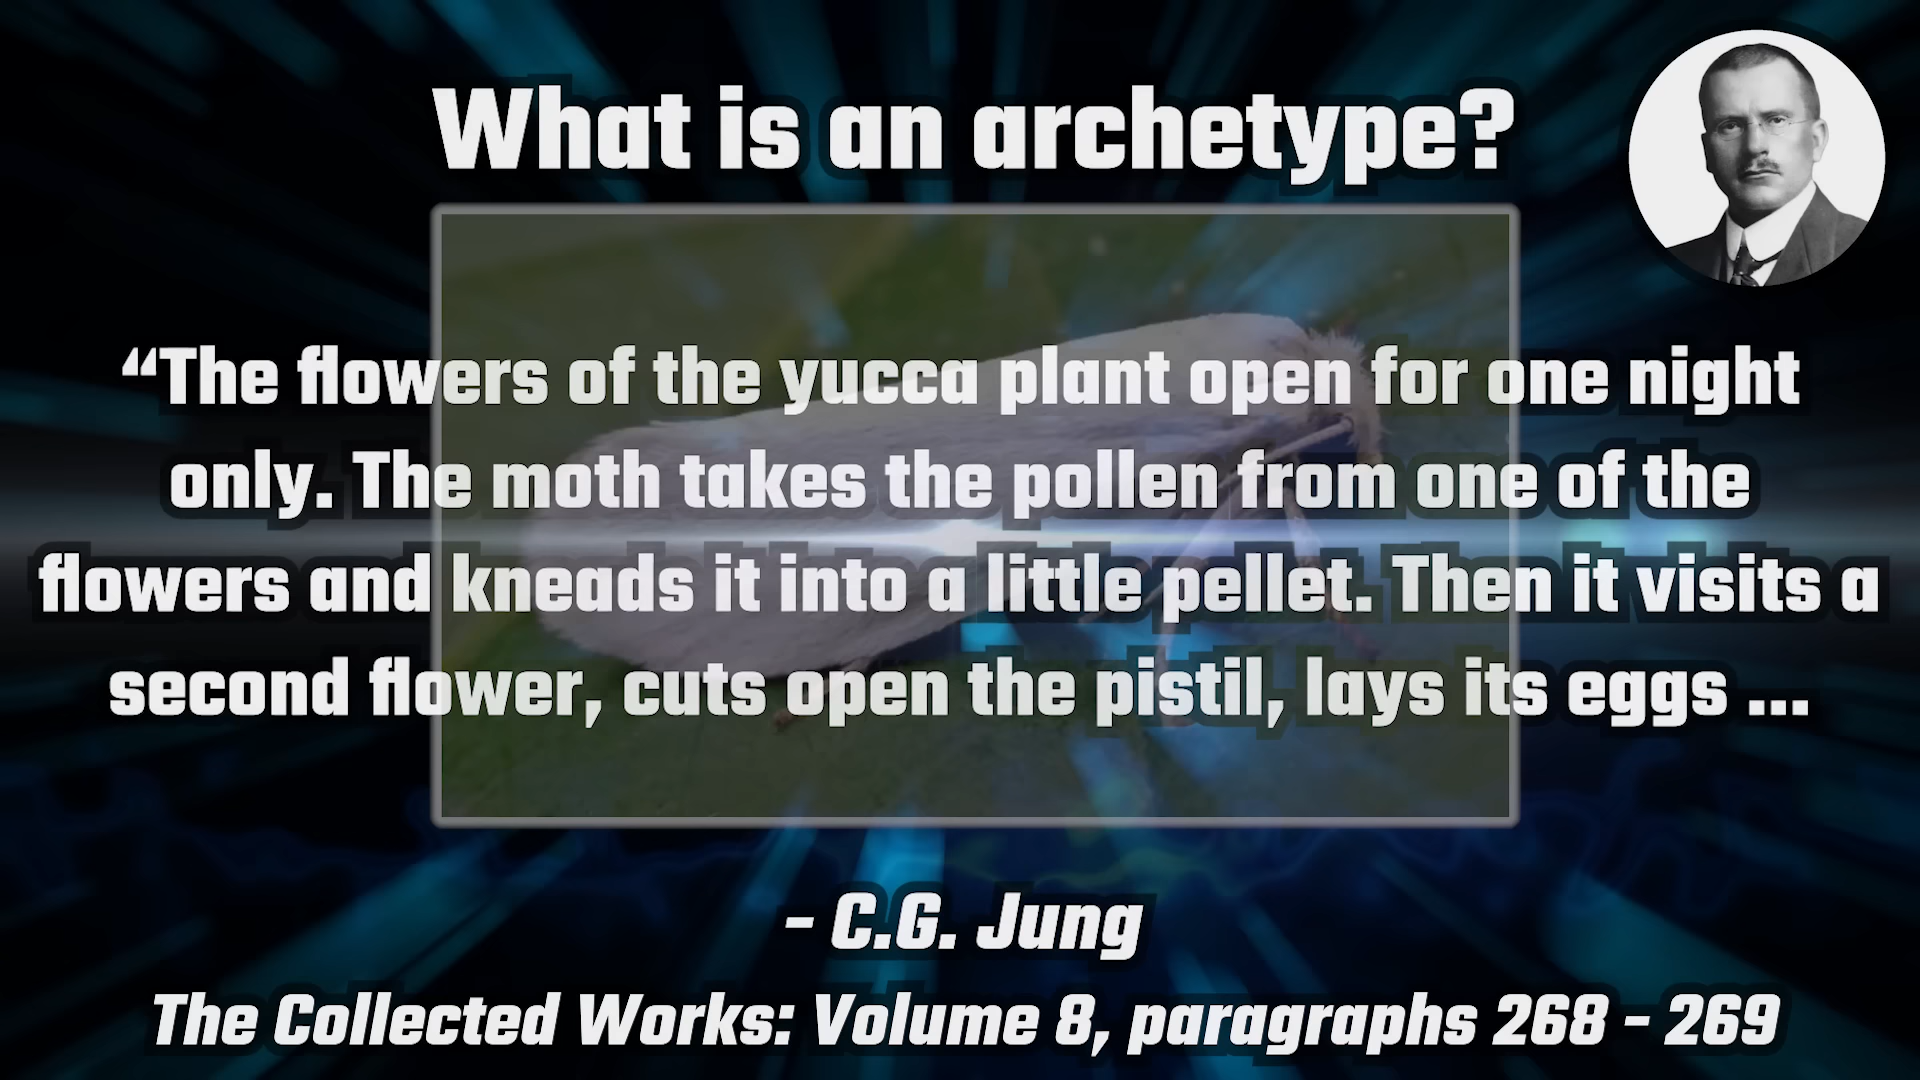 What is an archetype?
“The flowers of the yucca plant open for one night
only. The moth takes the pollen from one of the
flowers and kneads it into a little pellet. Then it visits a
second flower, cuts open the pistil, lays its eggs ...
- C.G. Jung
The Collected Works: Volume 8, paragraphs 268 - 269